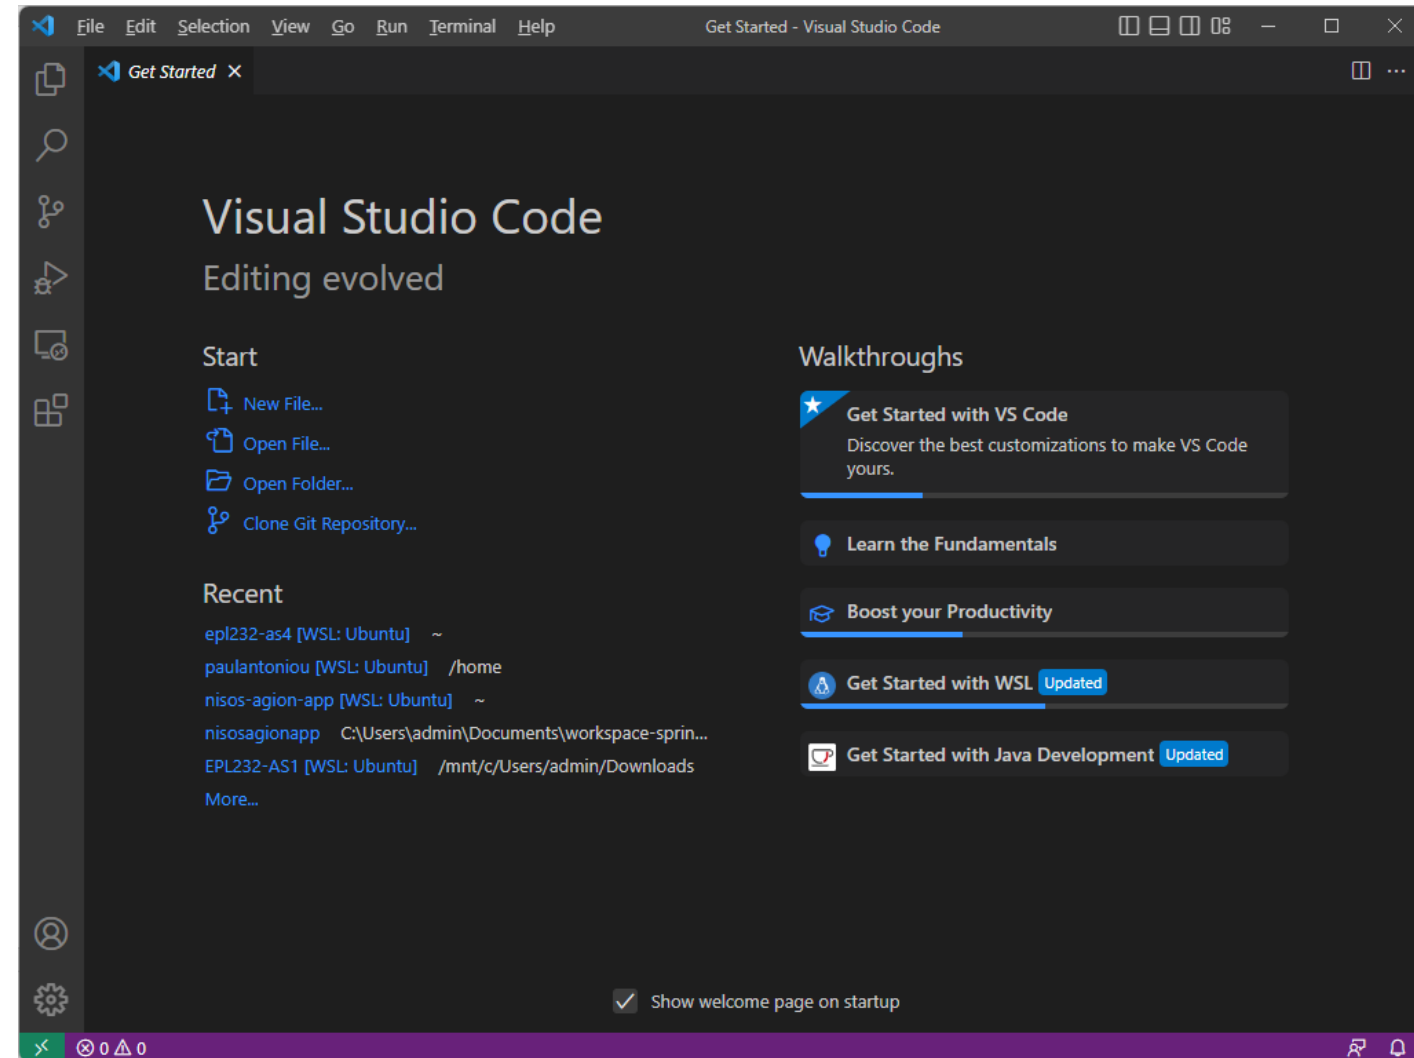 File Edit Selection View Go Run Terminal Help Get Started - Visual Studio Code
Get Started
Visual Studio Code
Editing evolved
Start
New File...
Open File...
Open Folder...
Clone Git Repository...
Recent
epl232-as4 [WSL: Ubuntu] ~
paulantoniou [WSL: Ubuntu] /home
nisos-agion-app [WSL: Ubuntu] ~
nisosagionapp C:\Users\admin\Documents\workspace-sprin...
EPL232-AS1 [WSL: Ubuntu] /mnt/c/Users/admin/Downloads
More...
Walkthroughs
Get Started with VS Code
Discover the best customizations to make VS Code
yours.
Learn the Fundamentals
Boost your Productivity
Get Started with WSL Updated
Get Started with Java Development Updated
Show welcome page on startup
0 0